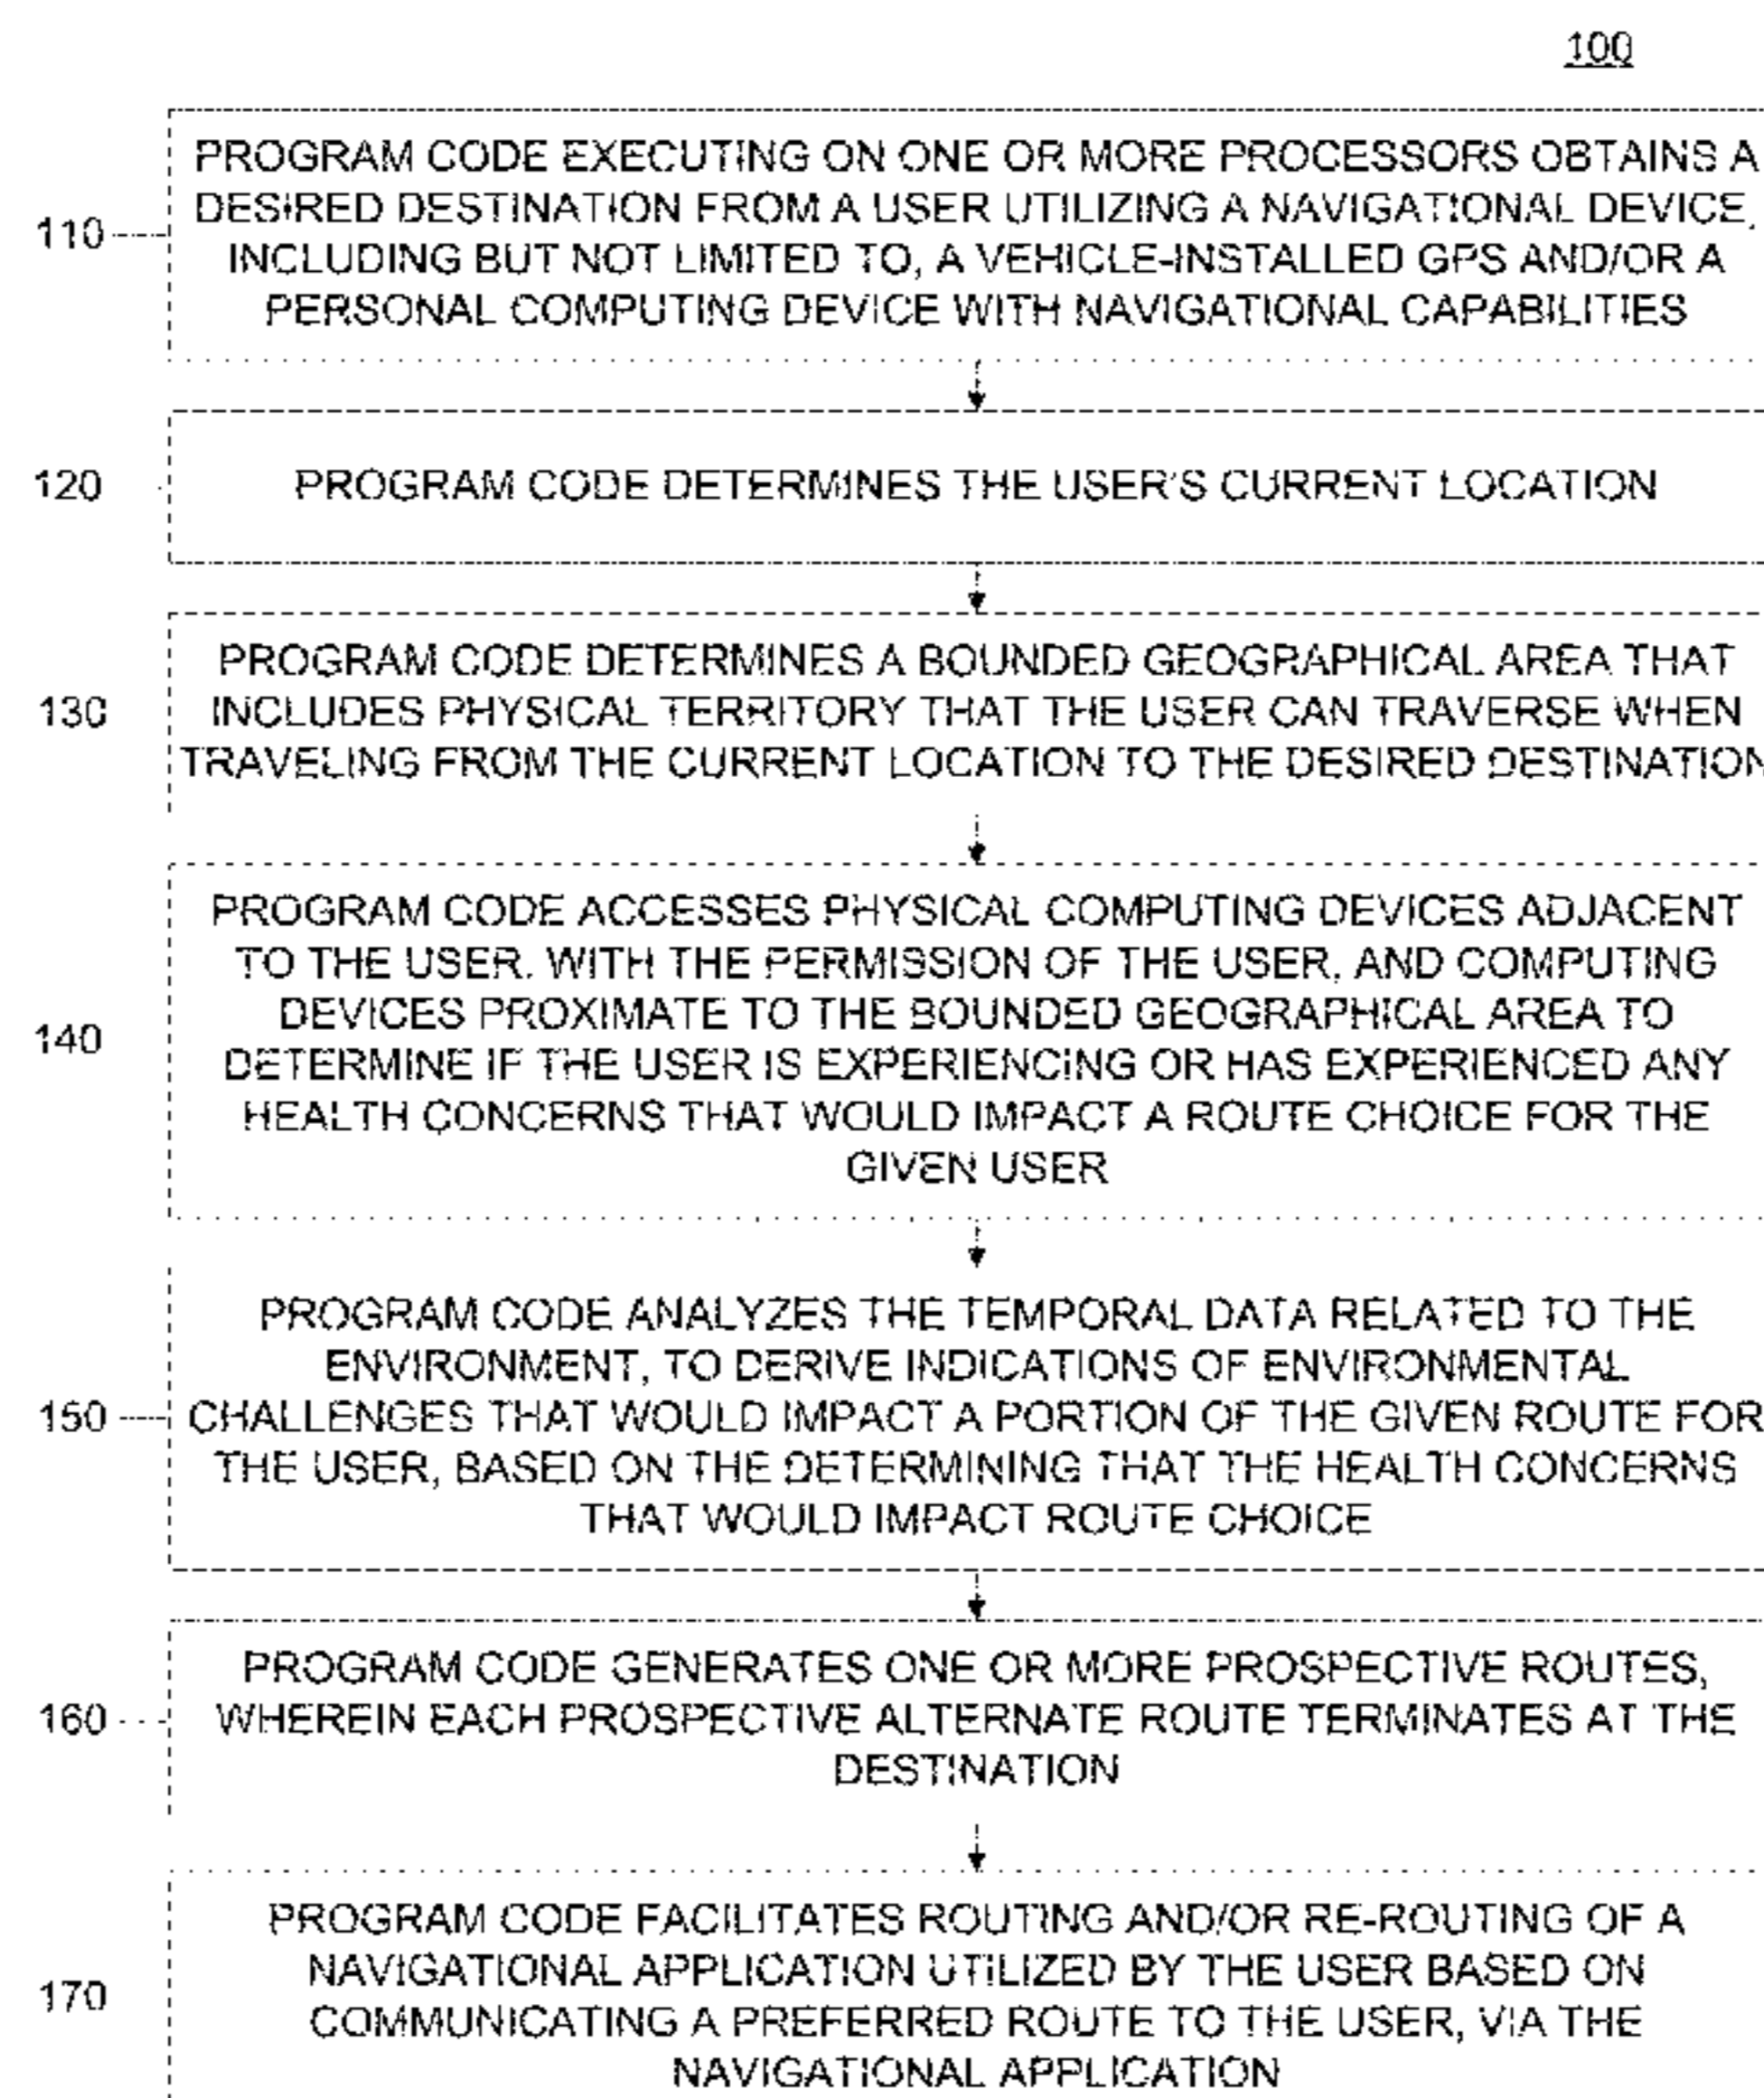 100
PROGRAM CODE EXECUTING ON ONE OR MORE PROCESSORS OBTAINS A
DESIRED DESTINATION FROM A USER UTILIZING A NAVIGATIONAL DEVICE,
110
INCLUDING BUT NOT LIMITED TO, A VEHICLE-INSTALLED GPS AND/OR A
PERSONAL COMPUTING DEVICE WITH NAVIGATIONAL CAPABILITIES
120
PROGRAM CODE DETERMINES THE USER'S CURRENT LOCATION
PROGRAM CODE DETERMINES A BOUNDED GEOGRAPHICAL AREA THAT
130
INCLUDES PHYSICAL TERRITORY THAT THE USER CAN TRAVERSE WHEN
TRAVELING FROM THE CURRENT LOCATION TO THE DESIRED DESTINATION
PROGRAM CODE ACCESSES PHYSICAL COMPUTING DEVICES ADJACENT
TO THE USER, WITH THE PERMISSION OF THE USER, AND COMPUTING
DEVICES PROXIMATE TO THE BOUNDED GEOGRAPHICAL AREA TO
140
DETERMINE IF THE USER IS EXPERIENCING OR HAS EXPERIENCED ANY
HEALTH CONCERNS THAT WOULD IMPACT A ROUTE CHOICE FOR THE
GIVEN USER
PROGRAM CODE ANALYZES THE TEMPORAL DATA RELATED TO THE
ENVIRONMENT, TO DERIVE INDICATIONS OF ENVIRONMENTAL
150
CHALLENGES THAT WOULD IMPACT A PORTION OF THE GIVEN ROUTE FOR
THE USER, BASED ON THE DETERMINING THAT THE HEALTH CONCERNS
THAT WOULD IMPACT ROUTE CHOICE
PROGRAM CODE GENERATES ONE OR MORE PROSPECTIVE ROUTES,
160
WHEREIN EACH PROSPECTIVE ALTERNATE ROUTE TERMINATES AT THE
DESTINATION
PROGRAM CODE FACILITATES ROUTING AND/OR RE-ROUTING OF A
NAVIGATIONAL APPLICATION UTILIZED BY THE USER BASED ON
170
COMMUNICATING A PREFERRED ROUTE TO THE USER, VIA THE
NAVIGATIONAL APPLICATION